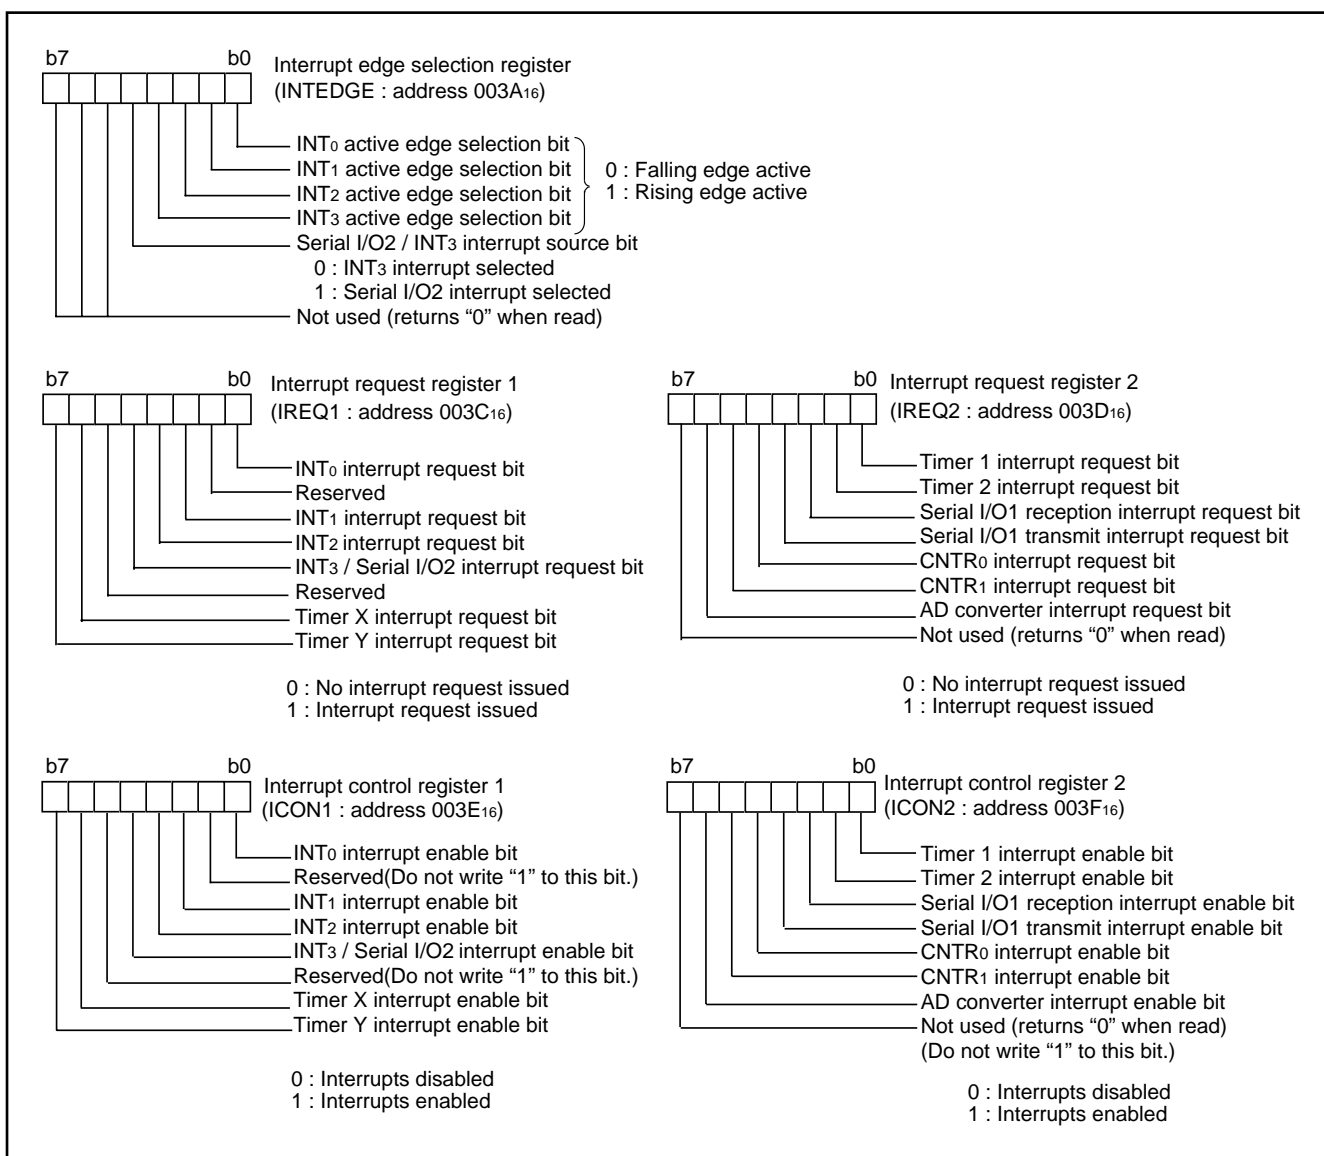 b7 b0 Interrupt edge selection register
(INTEDGE : address 003A16)
INT0 active edge selection bit
INT1 active edge selection bit
INT2 active edge selection bit
INT3 active edge selection bit
0 : Falling edge active
1 : Rising edge active
Serial I/O2 / INT3 interrupt source bit
0 : INT3 interrupt selected
1 : Serial I/O2 interrupt selected
Not used (returns “0” when read)
b7 b0 Interrupt request register 1
(IREQ1 : address 003C16)
INT0 interrupt request bit
Reserved
INT1 interrupt request bit
INT2 interrupt request bit
INT3 / Serial I/O2 interrupt request bit
Reserved
Timer X interrupt request bit
Timer Y interrupt request bit
0 : No interrupt request issued
1 : Interrupt request issued
b7 b0 Interrupt request register 2
(IREQ2 : address 003D16)
Timer 1 interrupt request bit
Timer 2 interrupt request bit
Serial I/O1 reception interrupt request bit
Serial I/O1 transmit interrupt request bit
CNTR0 interrupt request bit
CNTR1 interrupt request bit
AD converter interrupt request bit
Not used (returns “0” when read)
0 : No interrupt request issued
1 : Interrupt request issued
b7 b0 Interrupt control register 1
(ICON1 : address 003E16)
INT0 interrupt enable bit
Reserved(Do not write “1” to this bit.)
INT1 interrupt enable bit
INT2 interrupt enable bit
INT3 / Serial I/O2 interrupt enable bit
Reserved(Do not write “1” to this bit.)
Timer X interrupt enable bit
Timer Y interrupt enable bit
0 : Interrupts disabled
1 : Interrupts enabled
b7 b0 Interrupt control register 2
(ICON2 : address 003F16)
Timer 1 interrupt enable bit
Timer 2 interrupt enable bit
Serial I/O1 reception interrupt enable bit
Serial I/O1 transmit interrupt enable bit
CNTR0 interrupt enable bit
CNTR1 interrupt enable bit
AD converter interrupt enable bit
Not used (returns “0” when read)
(Do not write “1” to this bit.)
0 : Interrupts disabled
1 : Interrupts enabled